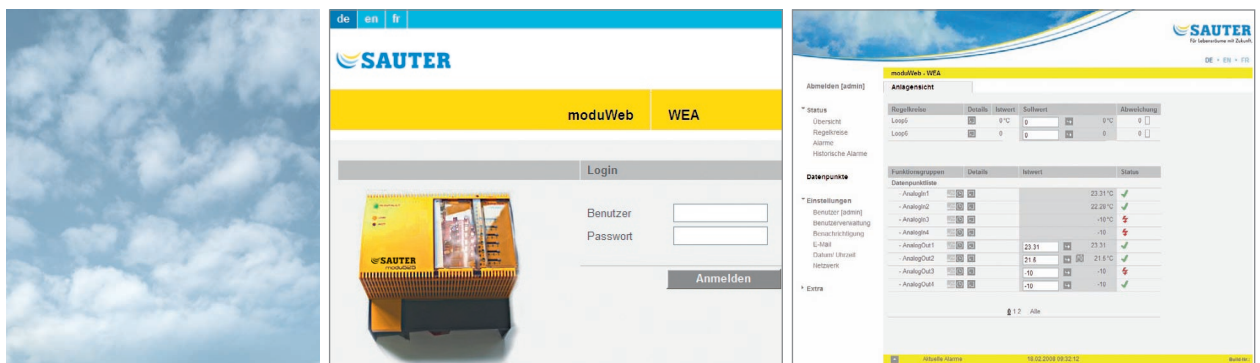 de en fr
SAUTER
moduWeb WEA
Login
Benutzer
Passwort
Anmelden
SAUTER
SAUTER
Für Lebensräume mit Zukunft.
DE • EN • FR
moduWeb - WEA
Abmelden [admin]
Anlagensicht
Status
Übersicht
Regelkreise
Alarme
Historische Alarme
Datenpunkte
Einstellungen
Benutzer [admin]
Benutzerverwaltung
Benachrichtigung
E-Mail
Datum/ Uhrzeit
Netzwerk
Extra
Regelkreise Details Istwert Sollwert Abweichung
Loop5 0°C 0 0°C 0
Loop6 0 0 0 0
Funktionsgruppen Details Istwert Status
Datenpunktliste
- AnalogIn1 23.31°C
- AnalogIn2 22.28°C
- AnalogIn3 -10°C
- AnalogIn4 -10
- AnalogOut1 23.31 23.31
- AnalogOut2 21.6 21.6°C
- AnalogOut3 -10 -10
- AnalogOut4 -10 -10
1 2 Alle
Aktuelle Alarme 18.02.2008 09:32:12